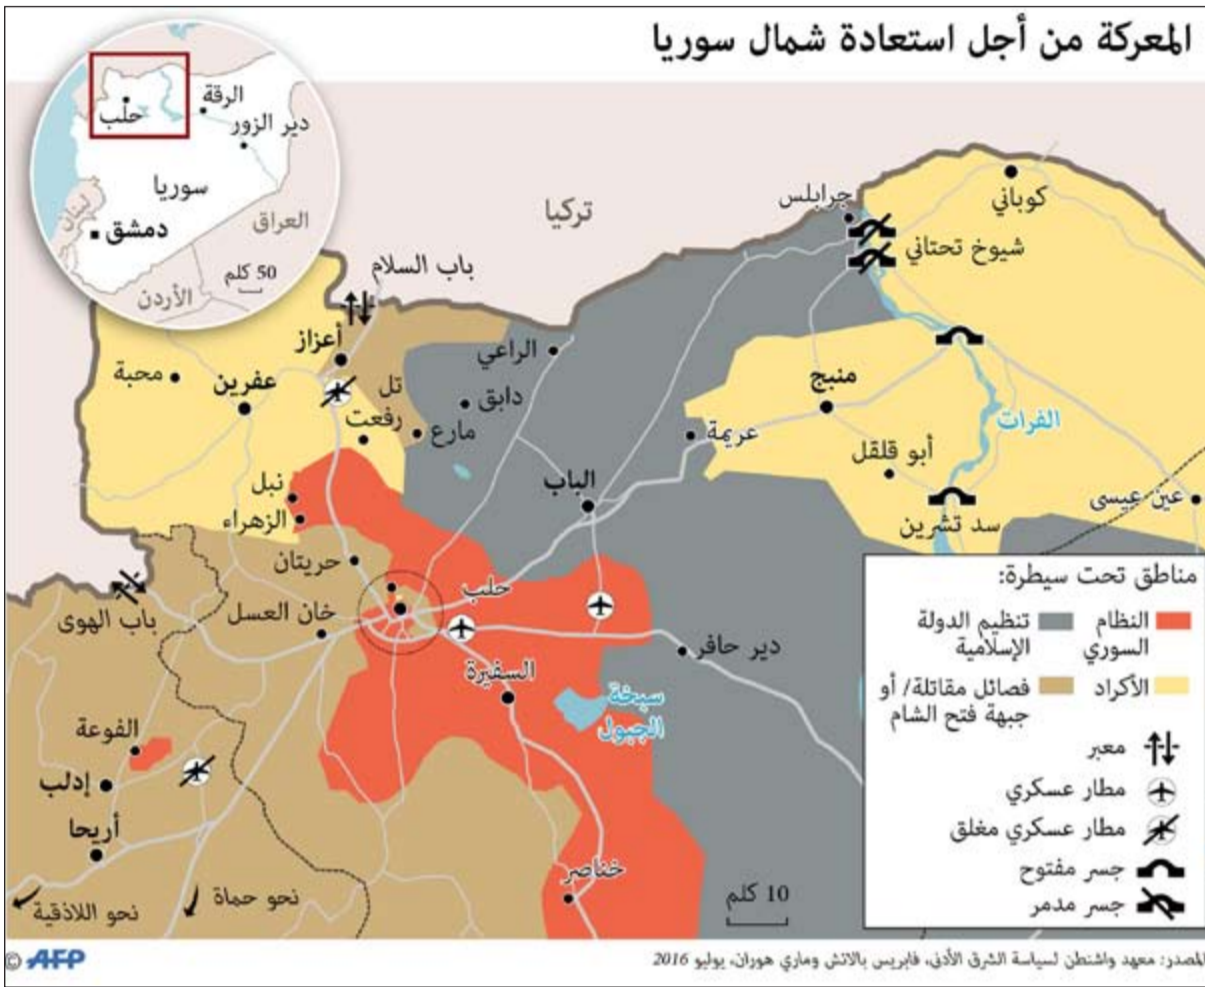 المعركة من أجل استعادة شمال سوريا
الرقة
حلب
دير الزور
سوريا
لبنان
دمشق
العراق
50 كلم
الأردن
تركيا
كوباني
جرابلس
شيوخ تحتاني
باب السلام
أعزاز
الراعي
محبة
عفرين
تل
رفعت
دابق
مارع
منبج
الفرات
عريمة
أبو قلقل
نبل
الباب
عين عيسى
الزهراء
سد تشرين
حريتان
حلب
باب الهوى
خان العسل
دير حافر
السفيرة
سبخة
الجبول
الفوعة
إدلب
أريحا
خناصر
نحو حماة
نحو اللاذقية
10 كلم
مناطق تحت سيطرة:
النظام
السوري
تنظيم الدولة
الإسلامية
الأكراد
فصائل مقاتلة/ أو
جبهة فتح الشام
معبر
مطار عسكري
مطار عسكري مغلق
جسر مفتوح
جسر مدمر
المصدر: معهد واشنطن لسياسة الشرق الأدنى، فابريس بالانش وماري هوران، يوليو 2016
© AFP